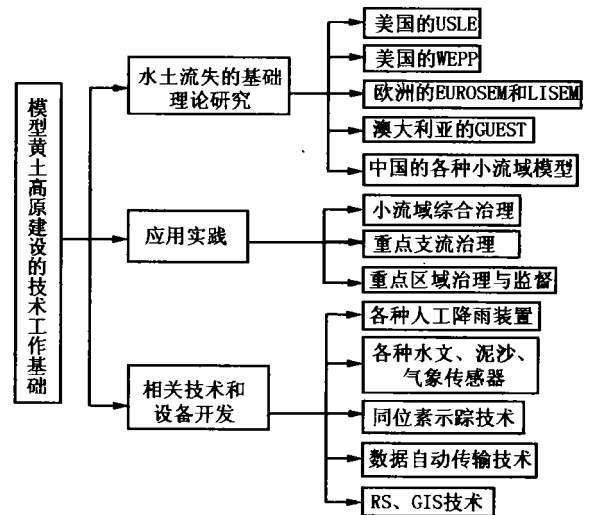 模型黄土高原建设的技术工作基础
水土流失的基础
理论研究
美国的USLE
美国的WEPP
欧洲的EUROSEM和LISEM
澳大利亚的GUEST
中国的各种小流域模型
应用实践
小流域综合治理
重点支流治理
重点区域治理与监督
相关技术和
设备开发
各种人工降雨装置
各种水文、泥沙、
气象传感器
同位素示踪技术
数据自动传输技术
RS、GIS技术